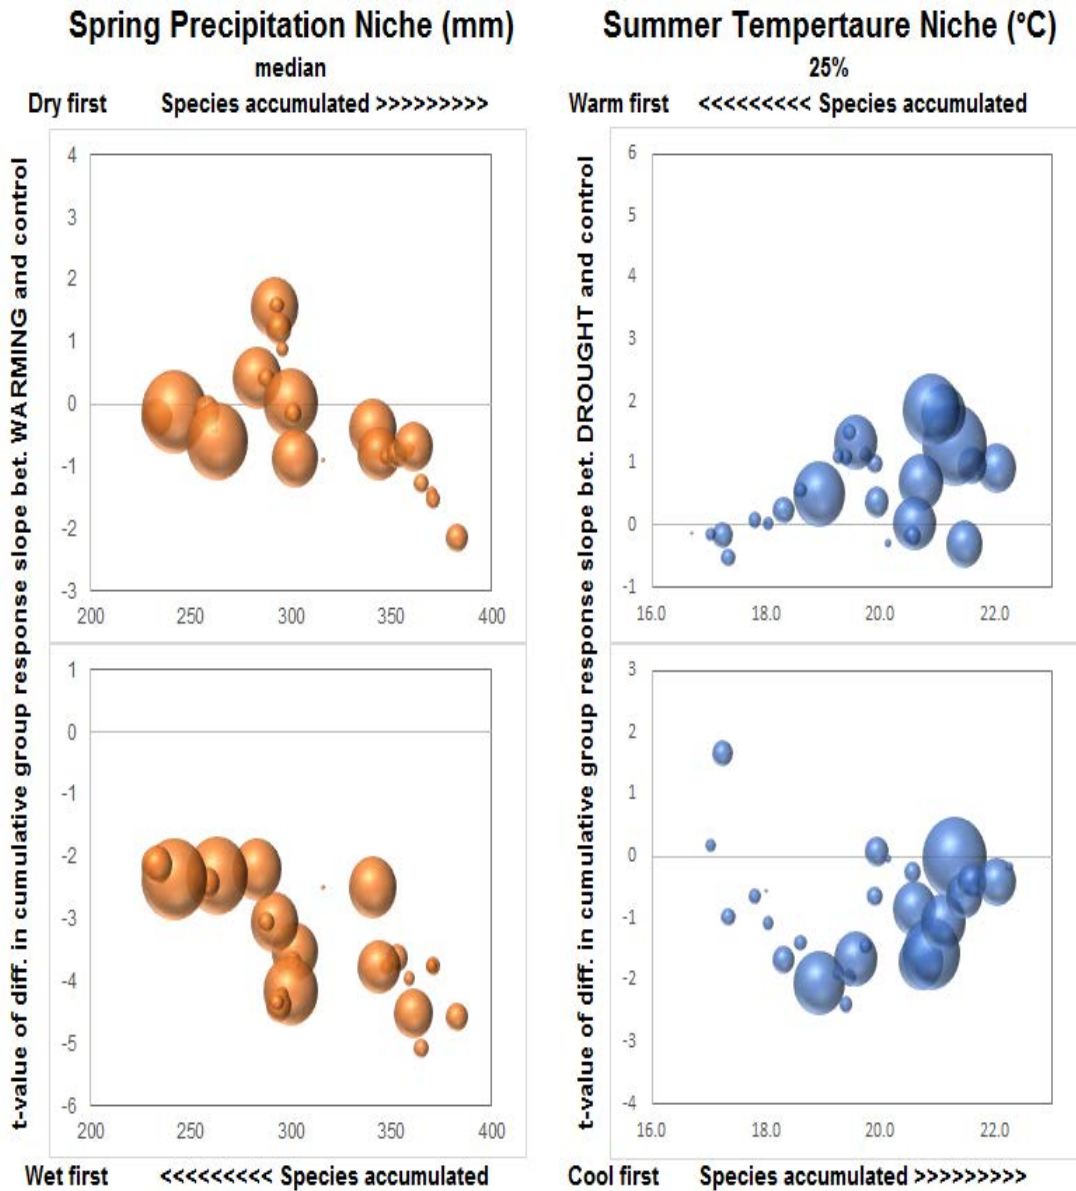 Spring Precipitation Niche (mm)
median
Dry first Species accumulated >>>>>>>>>
t-value of diff. in cumulative group response slope bet. WARMING and control
4
3
2
1
0
-1
-2
-3
200 250 300 350 400
1
0
-1
-2
-3
-4
-5
-6
200 250 300 350 400
Wet first <<<<<<<<< Species accumulated
Summer Tempertaure Niche (°C)
25%
Warm first <<<<<<<<< Species accumulated
t-value of diff. in cumulative group response slope bet. DROUGHT and control
6
5
4
3
2
1
0
-1
16.0 18.0 20.0 22.0
3
2
1
0
-1
-2
-3
-4
16.0 18.0 20.0 22.0
Cool first Species accumulated >>>>>>>>>